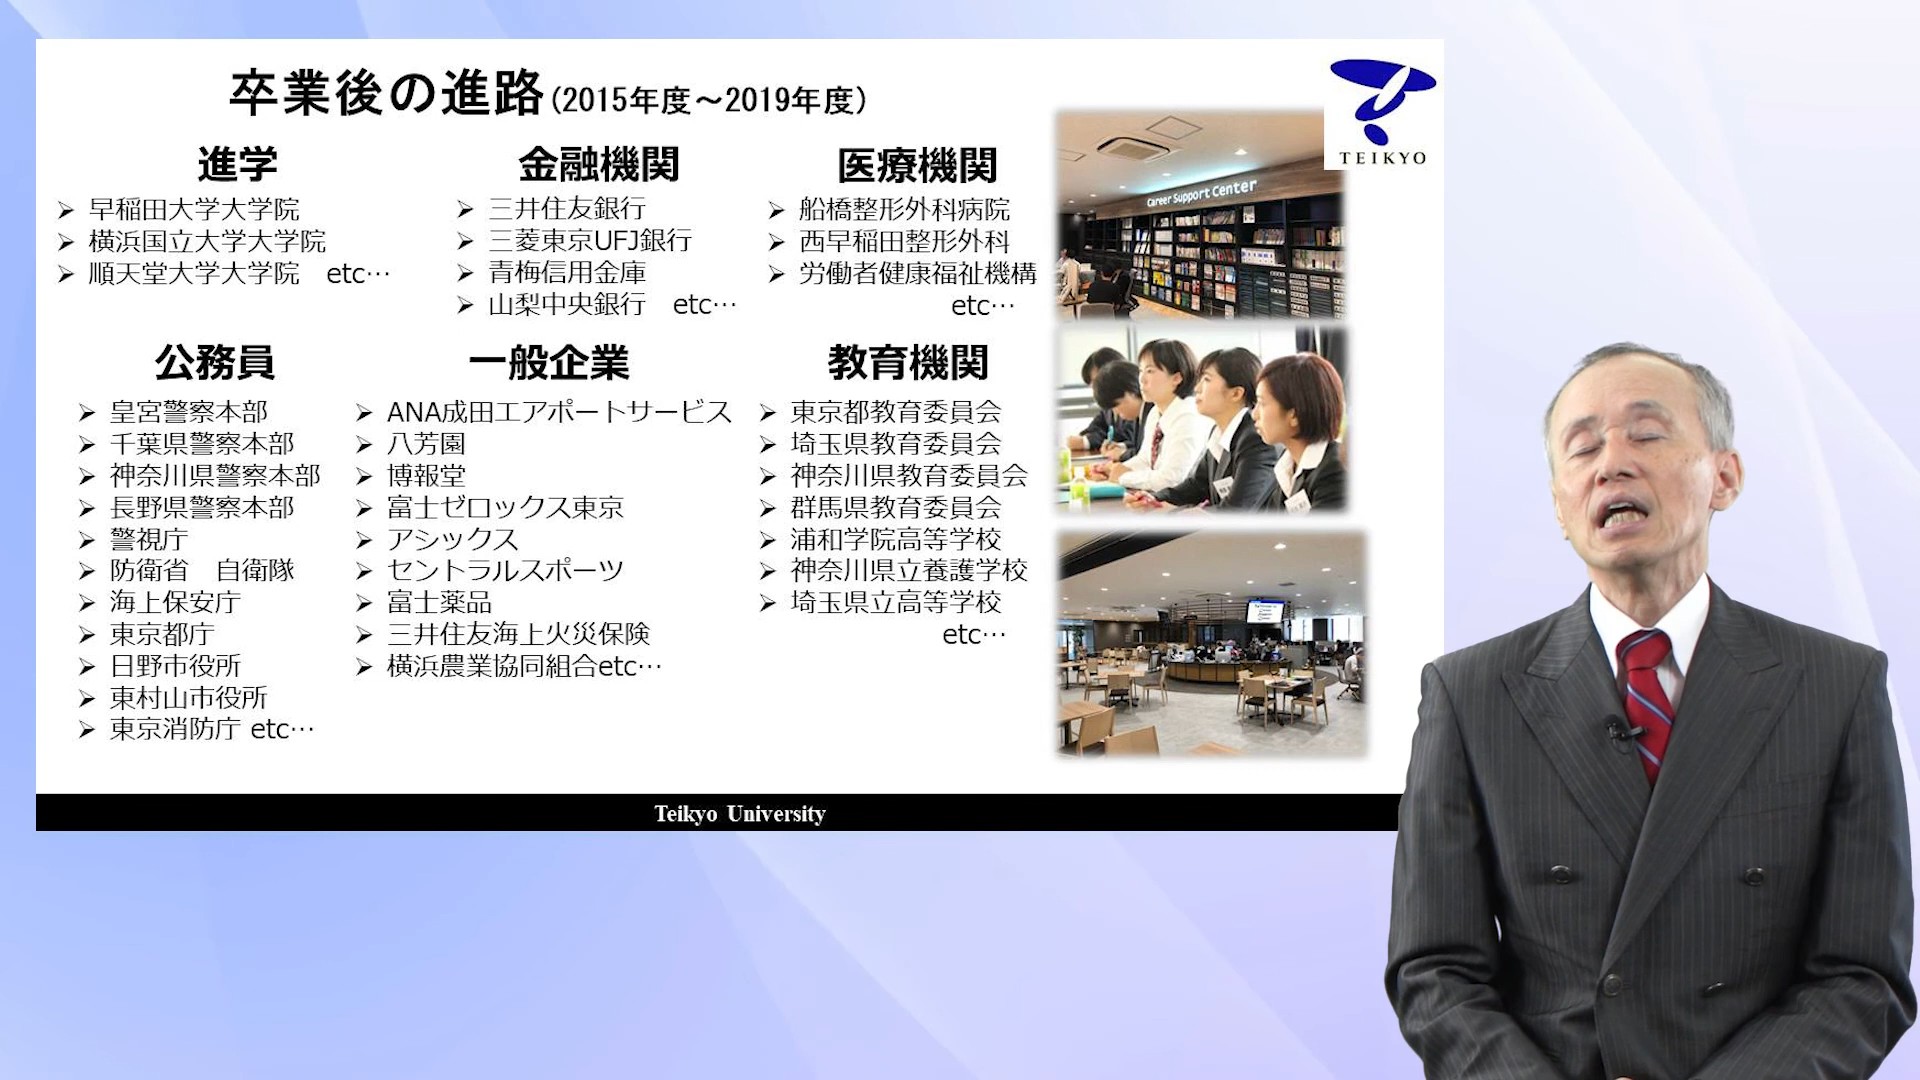 卒業後の進路(2015年度～2019年度)
TEIKYO
進学
➢ 早稲田大学大学院
➢ 横浜国立大学大学院
➢ 順天堂大学大学院　etc…
金融機関
➢ 三井住友銀行
➢ 三菱東京UFJ銀行
➢ 青梅信用金庫
➢ 山梨中央銀行　etc…
医療機関
➢ 船橋整形外科病院
➢ 西早稲田整形外科
➢ 労働者健康福祉機構
etc…
Career Support Center
公務員
➢ 皇宮警察本部
➢ 千葉県警察本部
➢ 神奈川県警察本部
➢ 長野県警察本部
➢ 警視庁
➢ 防衛省　自衛隊
➢ 海上保安庁
➢ 東京都庁
➢ 日野市役所
➢ 東村山市役所
➢ 東京消防庁 etc…
一般企業
➢ ANA成田エアポートサービス
➢ 八芳園
➢ 博報堂
➢ 富士ゼロックス東京
➢ アシックス
➢ セントラルスポーツ
➢ 富士薬品
➢ 三井住友海上火災保険
➢ 横浜農業協同組合etc…
教育機関
➢ 東京都教育委員会
➢ 埼玉県教育委員会
➢ 神奈川県教育委員会
➢ 群馬県教育委員会
➢ 浦和学院高等学校
➢ 神奈川県立養護学校
➢ 埼玉県立高等学校
etc…
Teikyo University